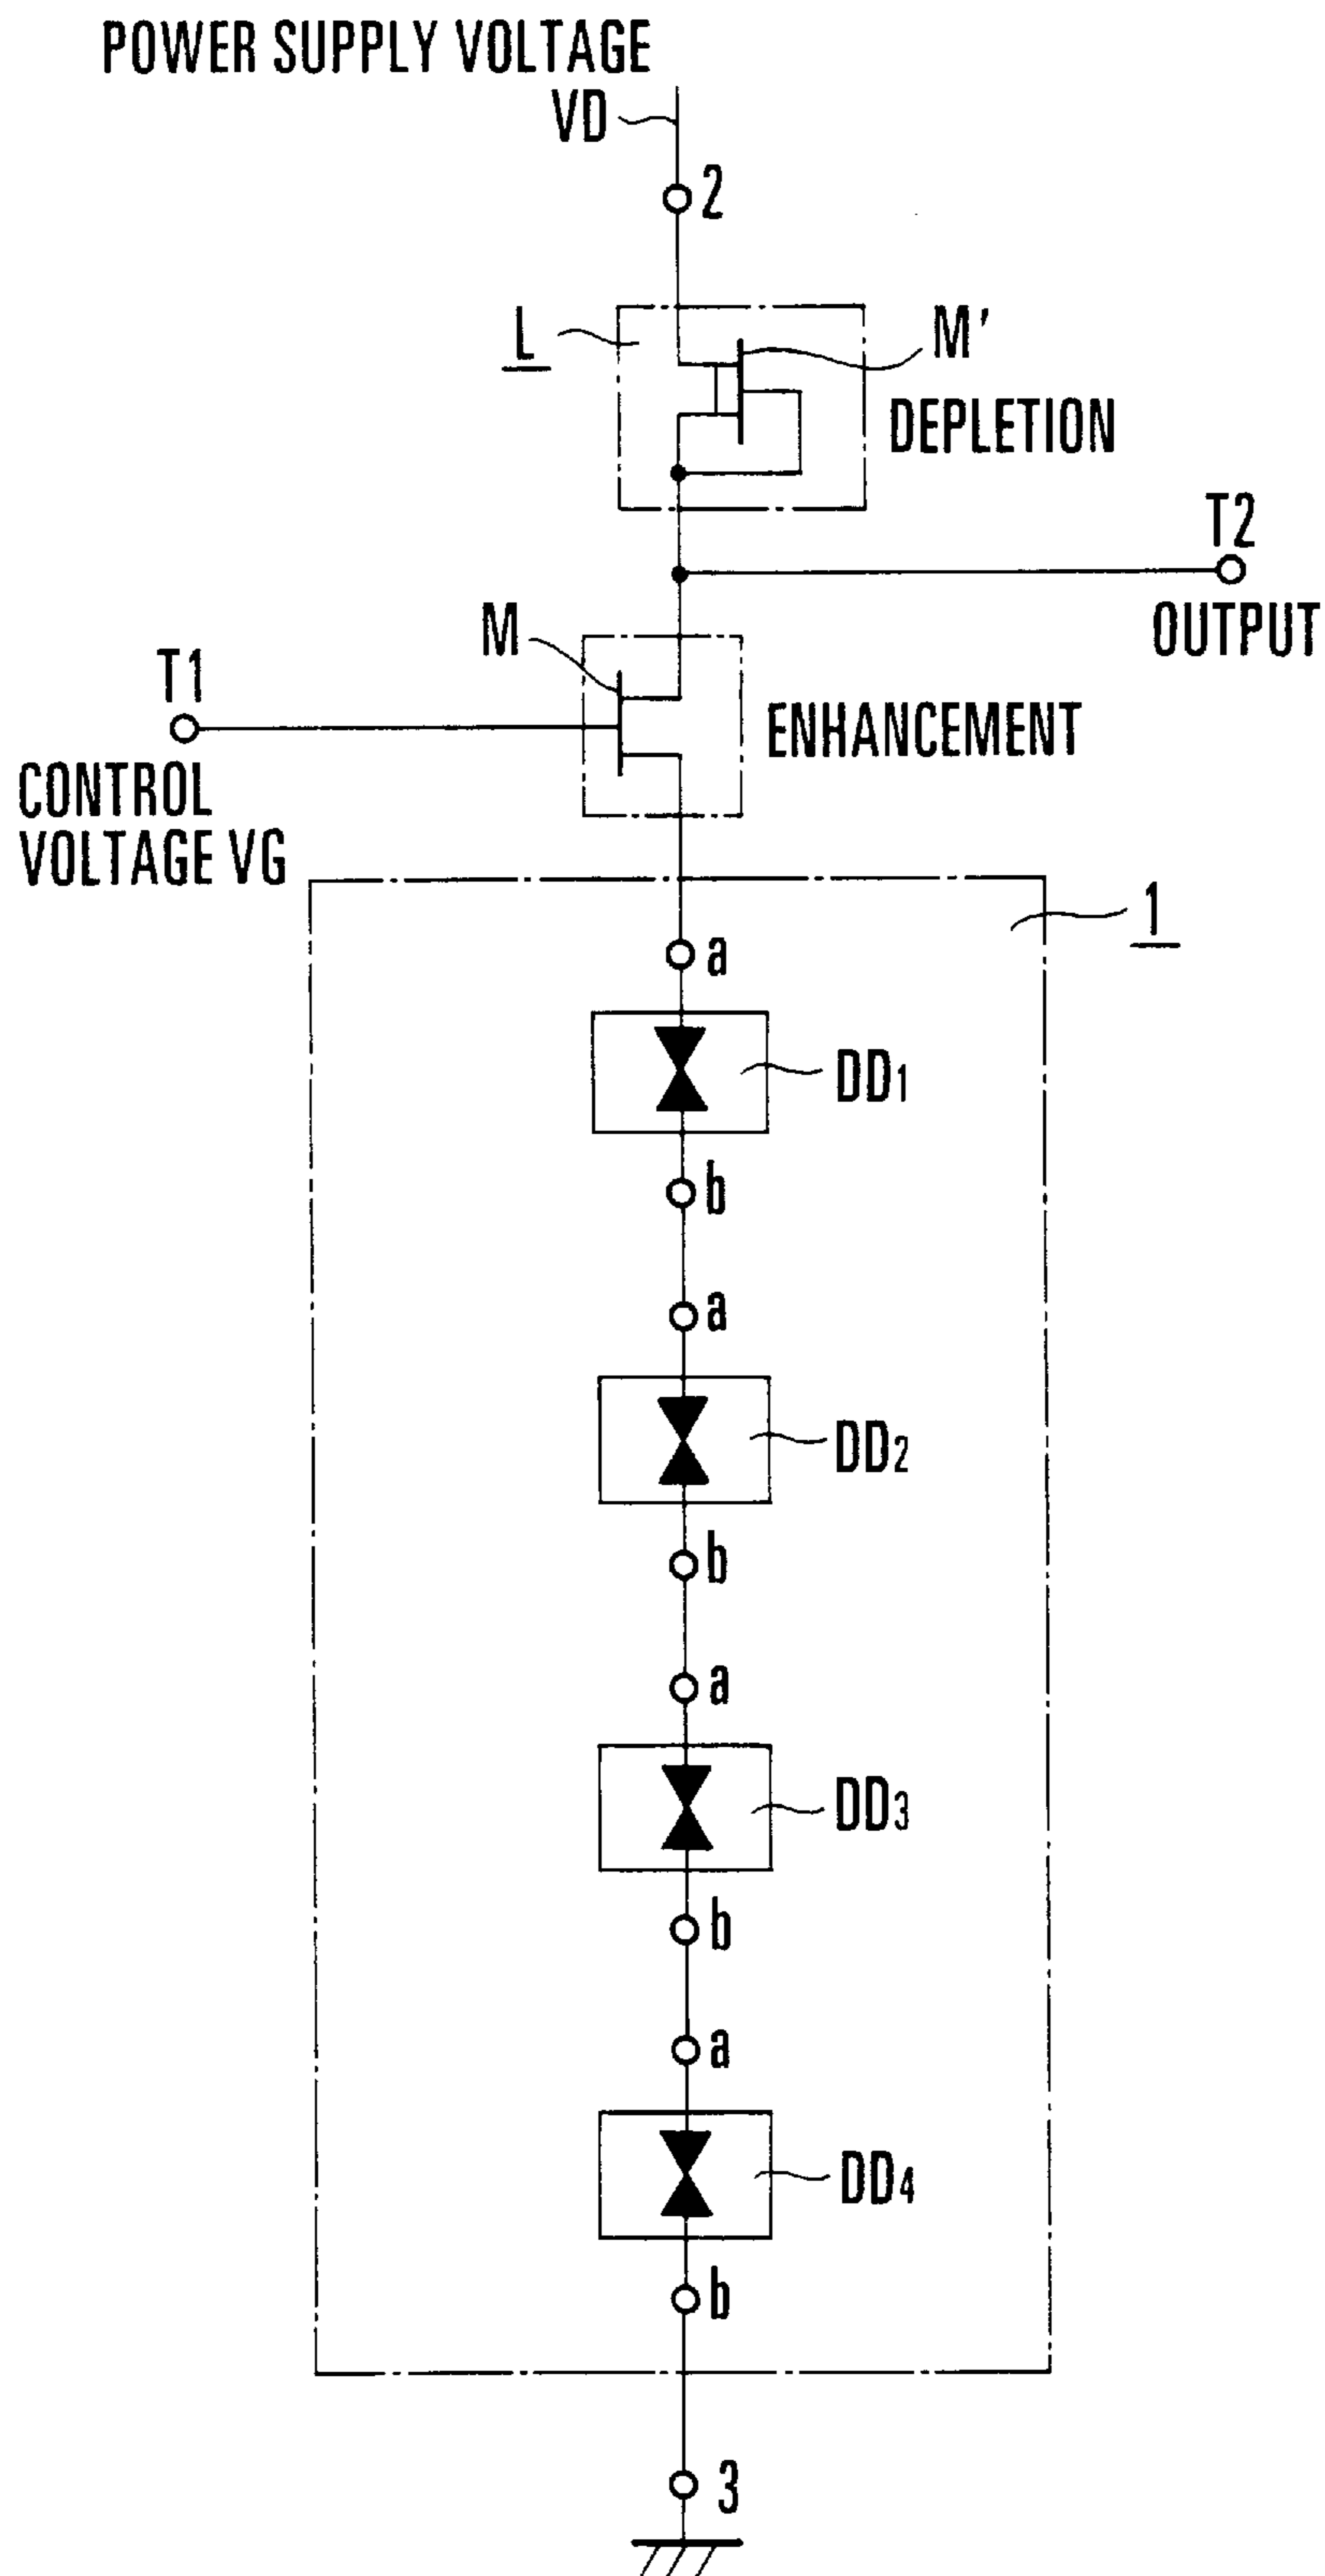 POWER SUPPLY VOLTAGE
VD
2
L
M'
DEPLETION
T2
OUTPUT
M
T1
ENHANCEMENT
CONTROL
VOLTAGE VG
1
a
DD1
b
a
DD2
b
a
DD3
b
a
DD4
b
3